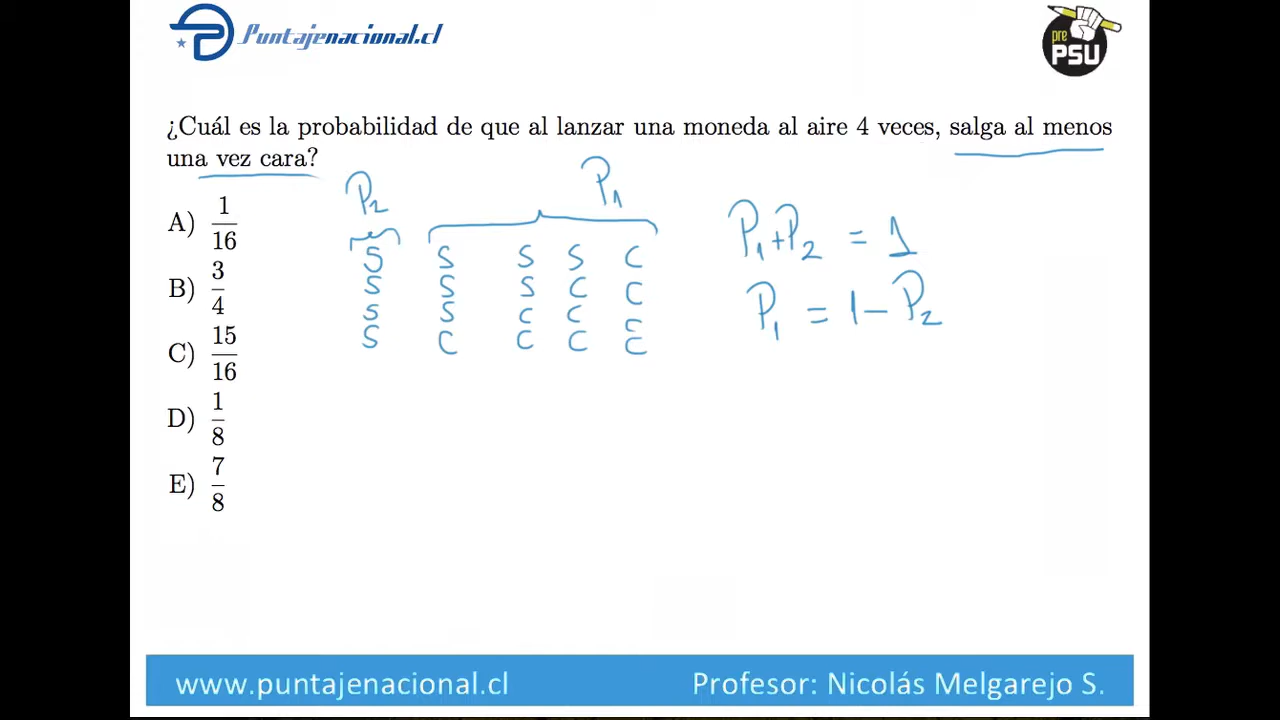 Puntajenacional.cl
pre
PSU
¿Cuál es la probabilidad de que al lanzar una moneda al aire 4 veces, salga al menos
una vez cara?
A) 1/16
B) 3/4
C) 15/16
D) 1/8
E) 7/8
P₂ P₁
S S S S C
S S S C C
S S C C C
S C C C C
P₁+P₂ = 1
P₁ = 1-P₂
www.puntajenacional.cl Profesor: Nicolás Melgarejo S.